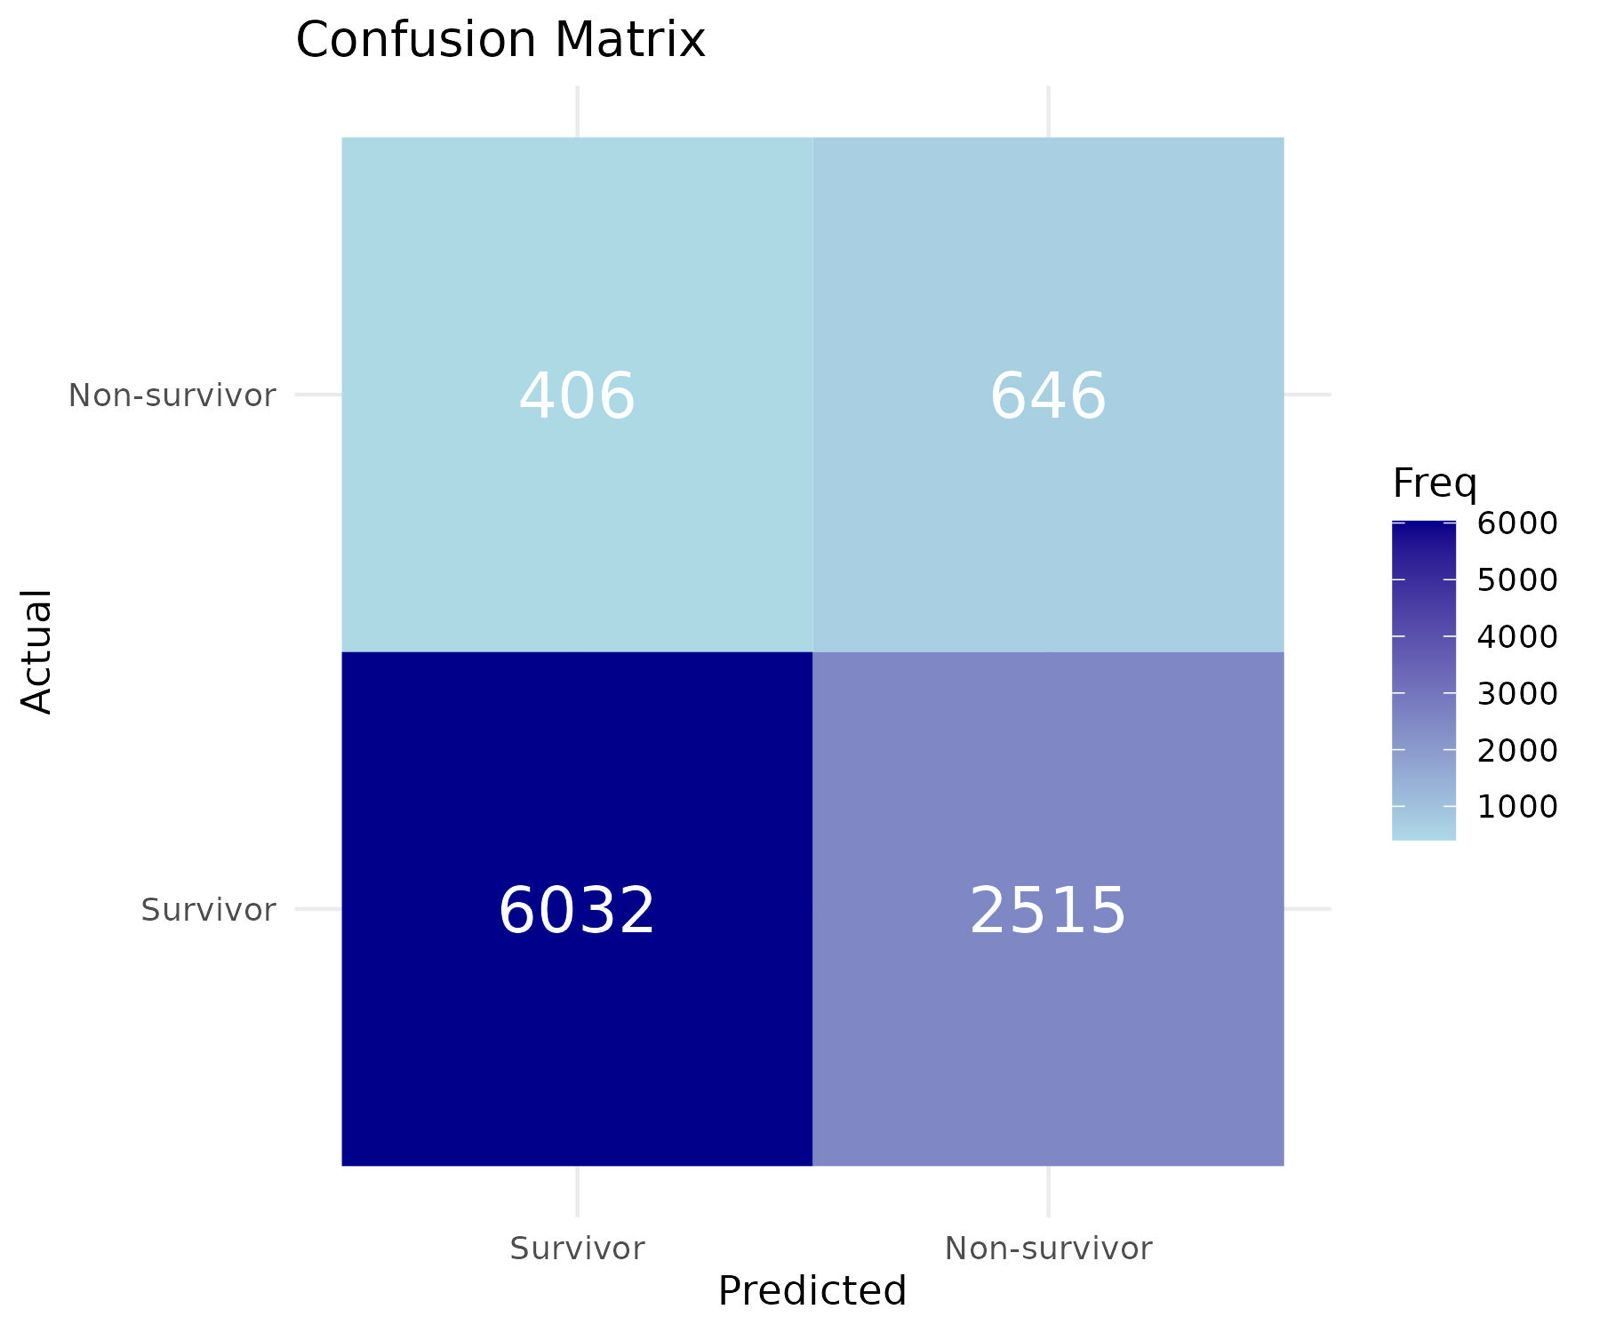 Confusion Matrix
Actual
Non-survivor
Survivor
406
646
6032
2515
Survivor
Non-survivor
Predicted
Freq
6000
5000
4000
3000
2000
1000